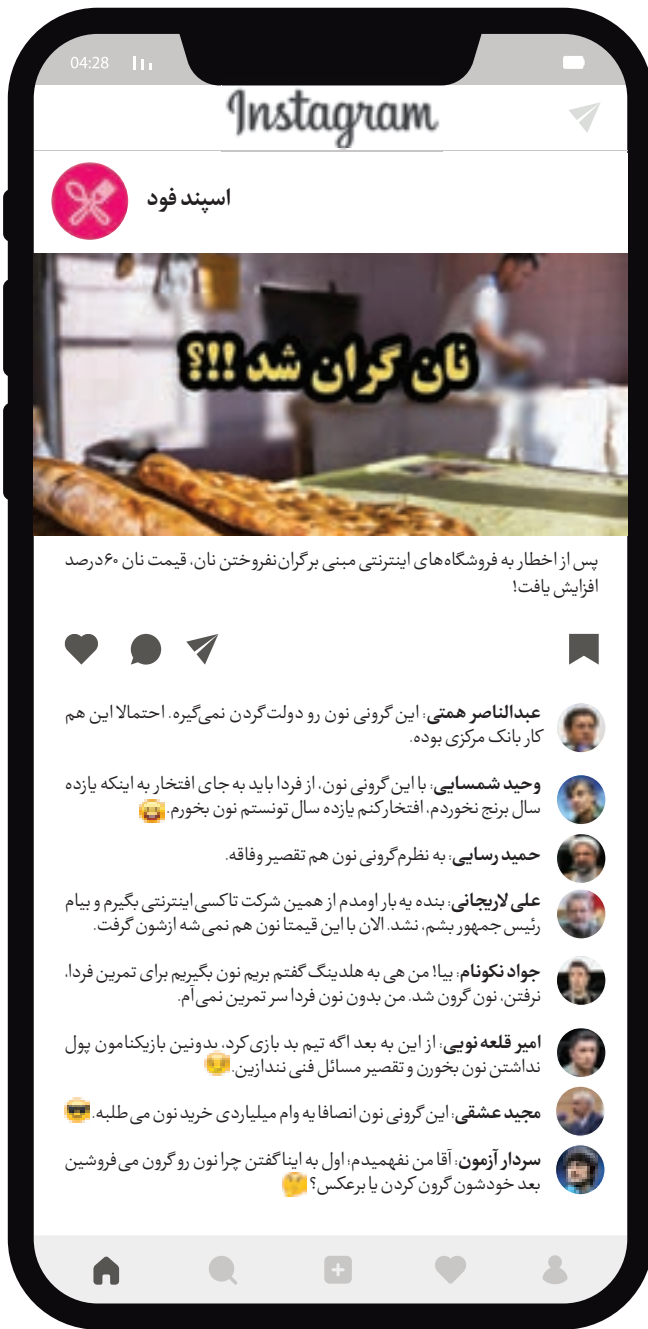 04:28
Instagram
اسپند فود
نان گران شد !!!؟
پس از اخطار به فروشگاه‌های اینترنتی مبنی برگران‌نفروختن نان، قیمت نان ۶۰درصد
افزایش یافت!
عبدالناصر همتی: این گرونی نون رو دولت گردن نمی‌گیره. احتمالا این هم
کار بانک مرکزی بوده.
وحید شمسایی: با این گرونی نون، از فردا باید به جای افتخار به اینکه یازده
سال برنج نخوردم، افتخارکنم یازده سال تونستم نون بخورم.😀
حمید رسایی: به نظرم گرونی نون هم تقصیر وفاقه.
علی لاریجانی: بنده یه بار اومدم از همین شرکت تاکسی اینترنتی بگیرم و بیام
رئیس جمهور بشم، نشد. الان با این قیمتا نون هم نمی شه ازشون گرفت.
جواد نکونام: بیا! من هی به هلدینگ گفتم بریم نون بگیریم برای تمرین فردا،
نرفتن، نون گرون شد. من بدون نون فردا سر تمرین نمی‌آم.
امیر قلعه نویی: از این به بعد اگه تیم بد بازی کرد، بدونین بازیکنامون پول
نداشتن نون بخورن و تقصیر مسائل فنی نندازین.😏
مجید عشقی: این گرونی نون انصافا یه وام میلیاردی خرید نون می طلبه.😎
سردار آزمون: آقا من نفهمیدم؛ اول به اینا گفتن چرا نون رو گرون می فروشین
بعد خودشون گرون کردن یا برعکس؟🤔